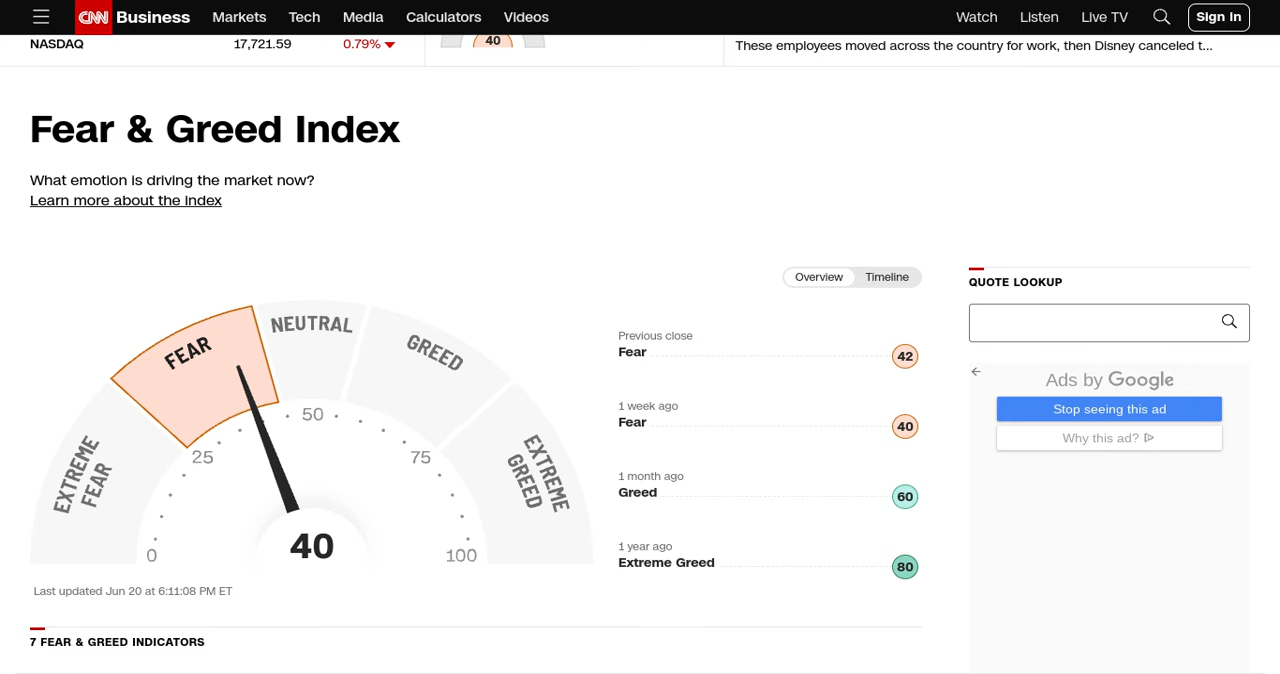 CNN Business Markets Tech Media Calculators Videos Watch Listen Live TV Sign In
NASDAQ 17,721.59 0.79%
40
These employees moved across the country for work, then Disney canceled t...
Fear & Greed Index
What emotion is driving the market now?
Learn more about the index
Overview Timeline
EXTREME FEAR
FEAR
NEUTRAL
GREED
EXTREME GREED
0
25
50
75
100
40
Last updated Jun 20 at 6:11:08 PM ET
Previous close
Fear 42
1 week ago
Fear 40
1 month ago
Greed 60
1 year ago
Extreme Greed 80
7 FEAR & GREED INDICATORS
QUOTE LOOKUP
Ads by Google
Stop seeing this ad
Why this ad?